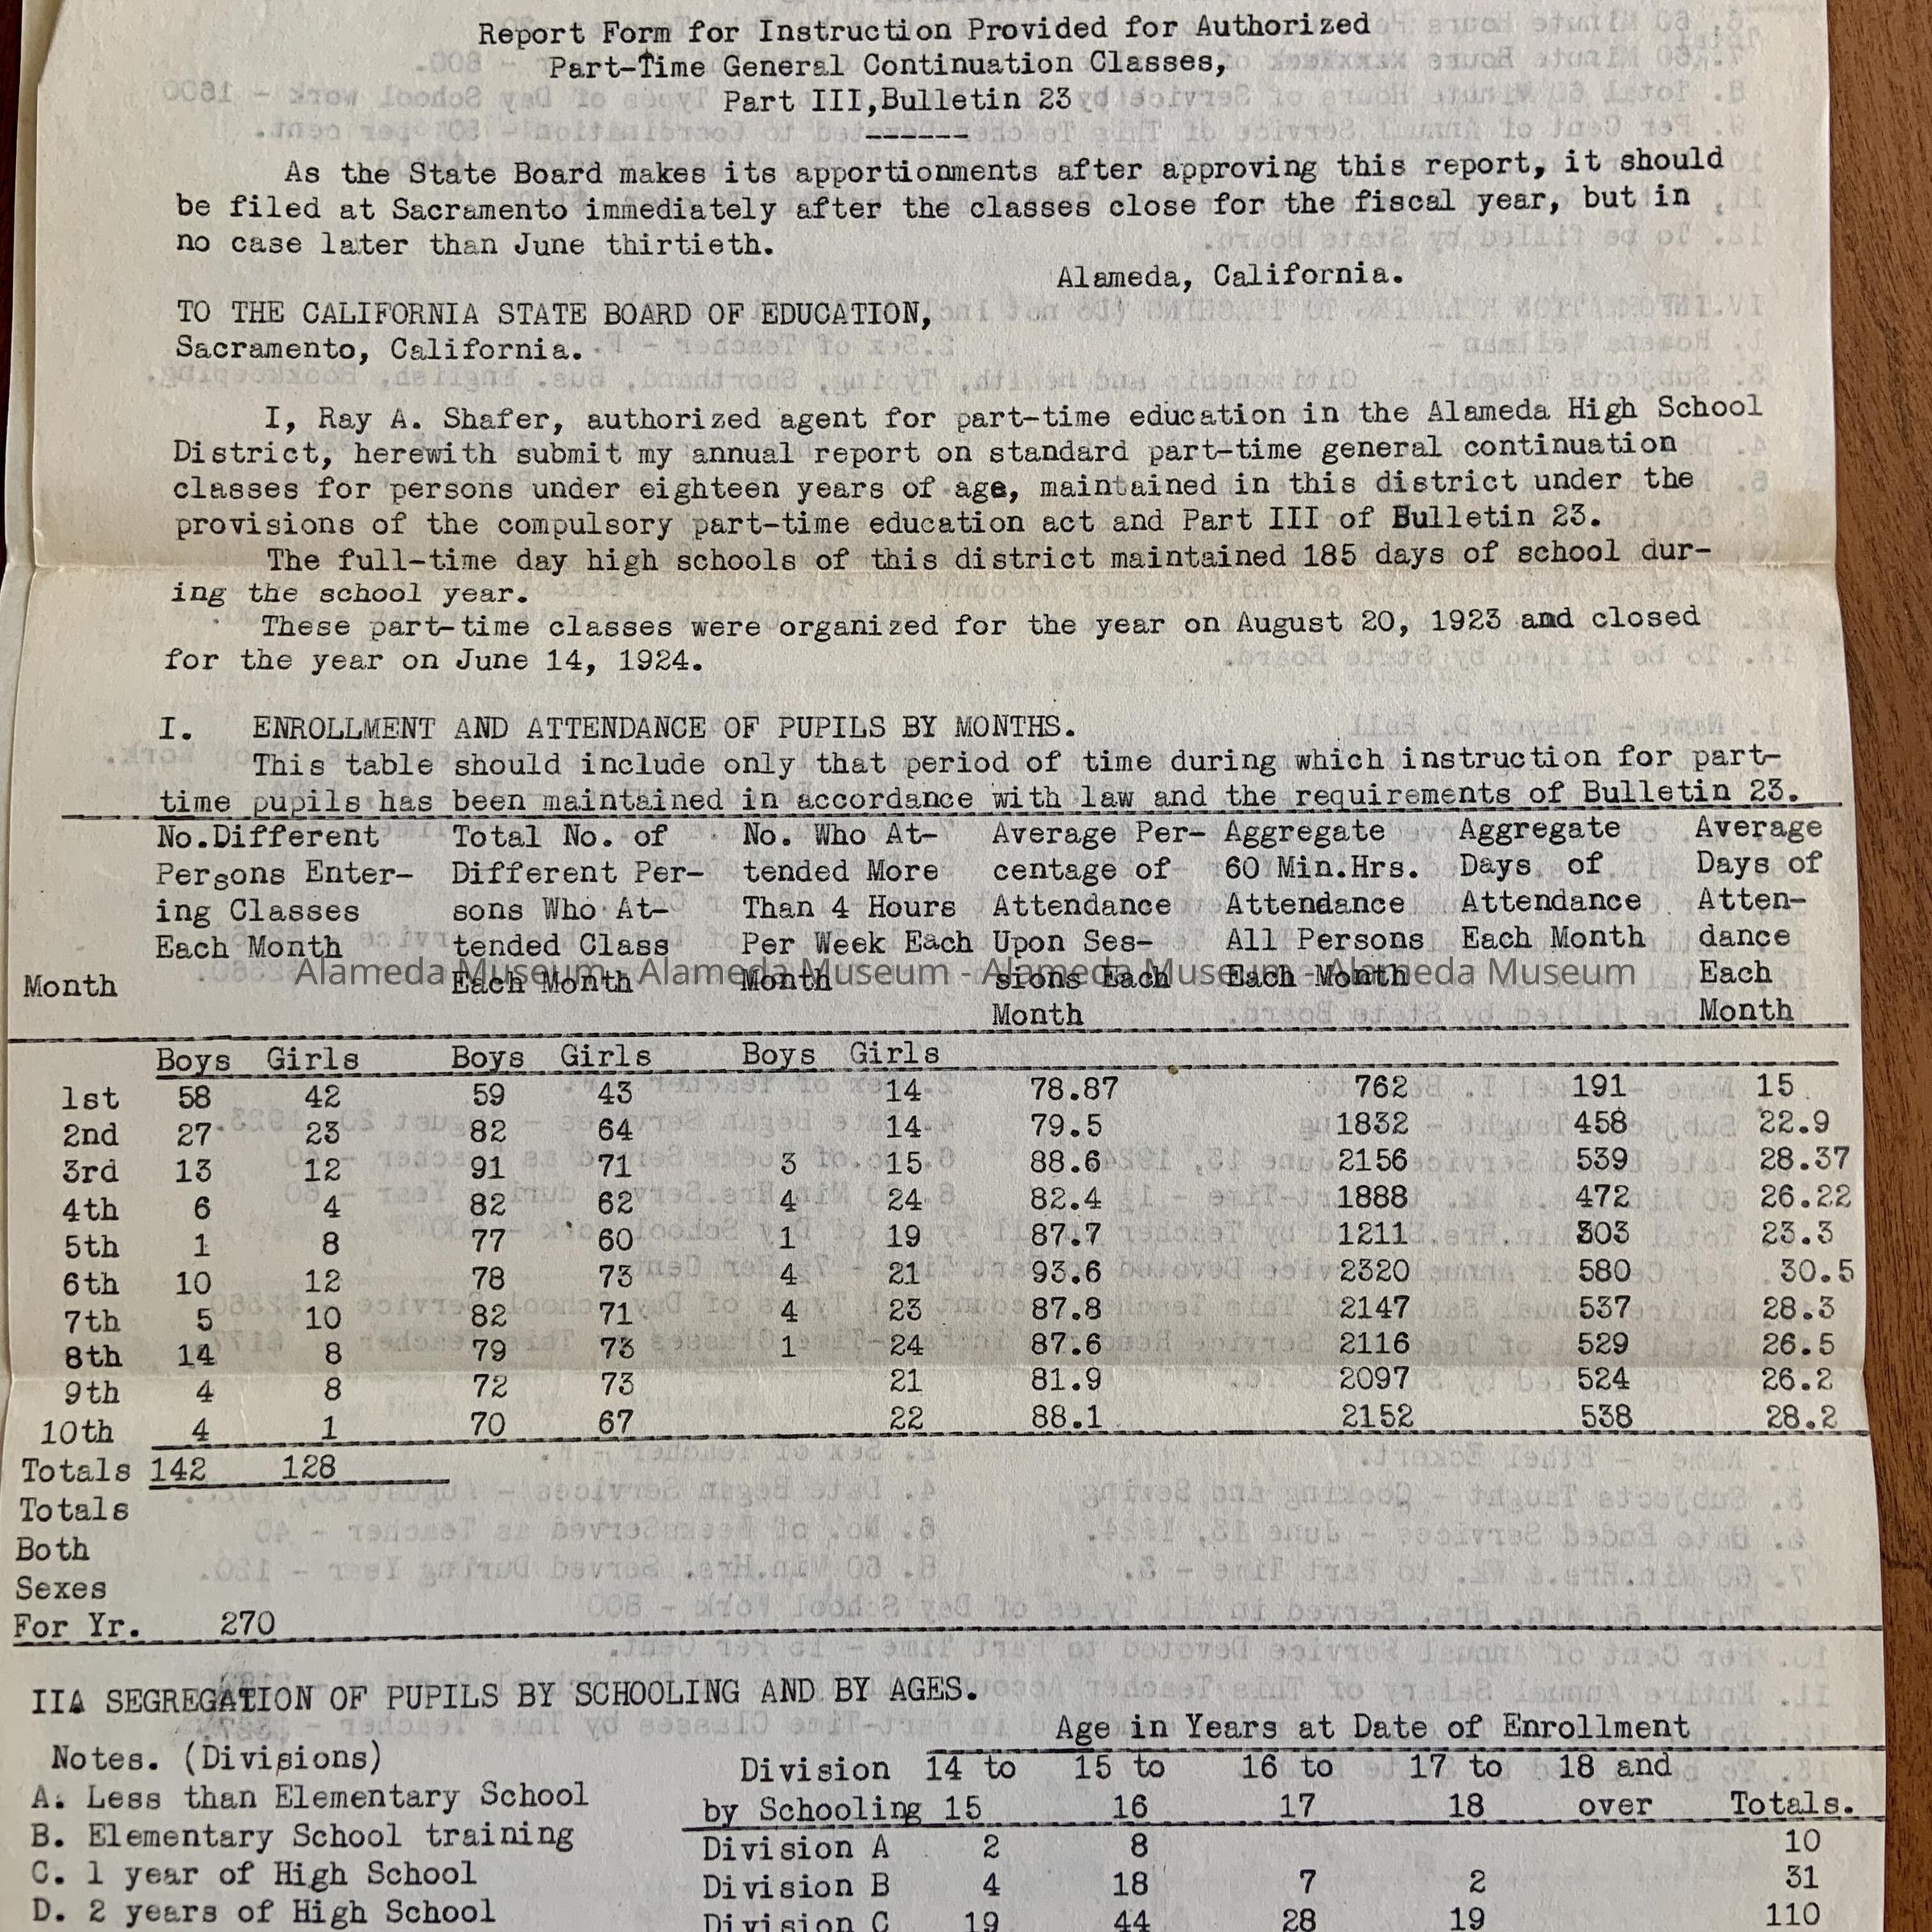 Report Form for Instruction Provided for Authorized
Part-Time General Continuation Classes,
Part III,Bulletin 23
------
As the State Board makes its apportionments after approving this report, it should
be filed at Sacramento immediately after the classes close for the fiscal year, but in
no case later than June thirtieth.
Alameda, California.
TO THE CALIFORNIA STATE BOARD OF EDUCATION,
Sacramento, California.
I, Ray A. Shafer, authorized agent for part-time education in the Alameda High School
District, herewith submit my annual report on standard part-time general continuation
classes for persons under eighteen years of age, maintained in this district under the
provisions of the compulsory part-time education act and Part III of Bulletin 23.
The full-time day high schools of this district maintained 185 days of school dur-
ing the school year.
These part-time classes were organized for the year on August 20, 1923 and closed
for the year on June 14, 1924.
I. ENROLLMENT AND ATTENDANCE OF PUPILS BY MONTHS.
This table should include only that period of time during which instruction for part-
time pupils has been maintained in accordance with law and the requirements of Bulletin 23.
No.Different Total No. of No. Who At- Average Per- Aggregate Aggregate Average
Persons Enter- Different Per- tended More centage of 60 Min.Hrs. Days of Days of
ing Classes sons Who At- Than 4 Hours Attendance Attendance Attendance Atten-
Each Month tended Class Per Week Each Upon Ses- All Persons Each Month dance
Month Each Month Month sions Each Each Month Each
Month Month
Alameda Museum - Alameda Museum - Alameda Museum - Alameda Museum
Boys Girls Boys Girls Boys Girls
1st 58 42 59 43 14 78.87 762 191 15
2nd 27 23 82 64 14 79.5 1832 458 22.9
3rd 13 12 91 71 3 15 88.6 2156 539 28.37
4th 6 4 82 62 4 24 82.4 1888 472 26.22
5th 1 8 77 60 1 19 87.7 1211 303 23.3
6th 10 12 78 73 4 21 93.6 2320 580 30.5
7th 5 10 82 71 4 23 87.8 2147 537 28.3
8th 14 8 79 73 1 24 87.6 2116 529 26.5
9th 4 8 72 73 21 81.9 2097 524 26.2
10th 4 1 70 67 22 88.1 2152 538 28.2
Totals 142 128
Totals
Both
Sexes
For Yr. 270
IIA SEGREGATION OF PUPILS BY SCHOOLING AND BY AGES.
Age in Years at Date of Enrollment
Notes. (Divisions) Division 14 to 15 to 16 to 17 to 18 and
A. Less than Elementary School by Schooling 15 16 17 18 over Totals.
B. Elementary School training Division A 2 8 10
C. 1 year of High School Division B 4 18 7 2 31
D. 2 years of High School Division C 19 44 28 19 110